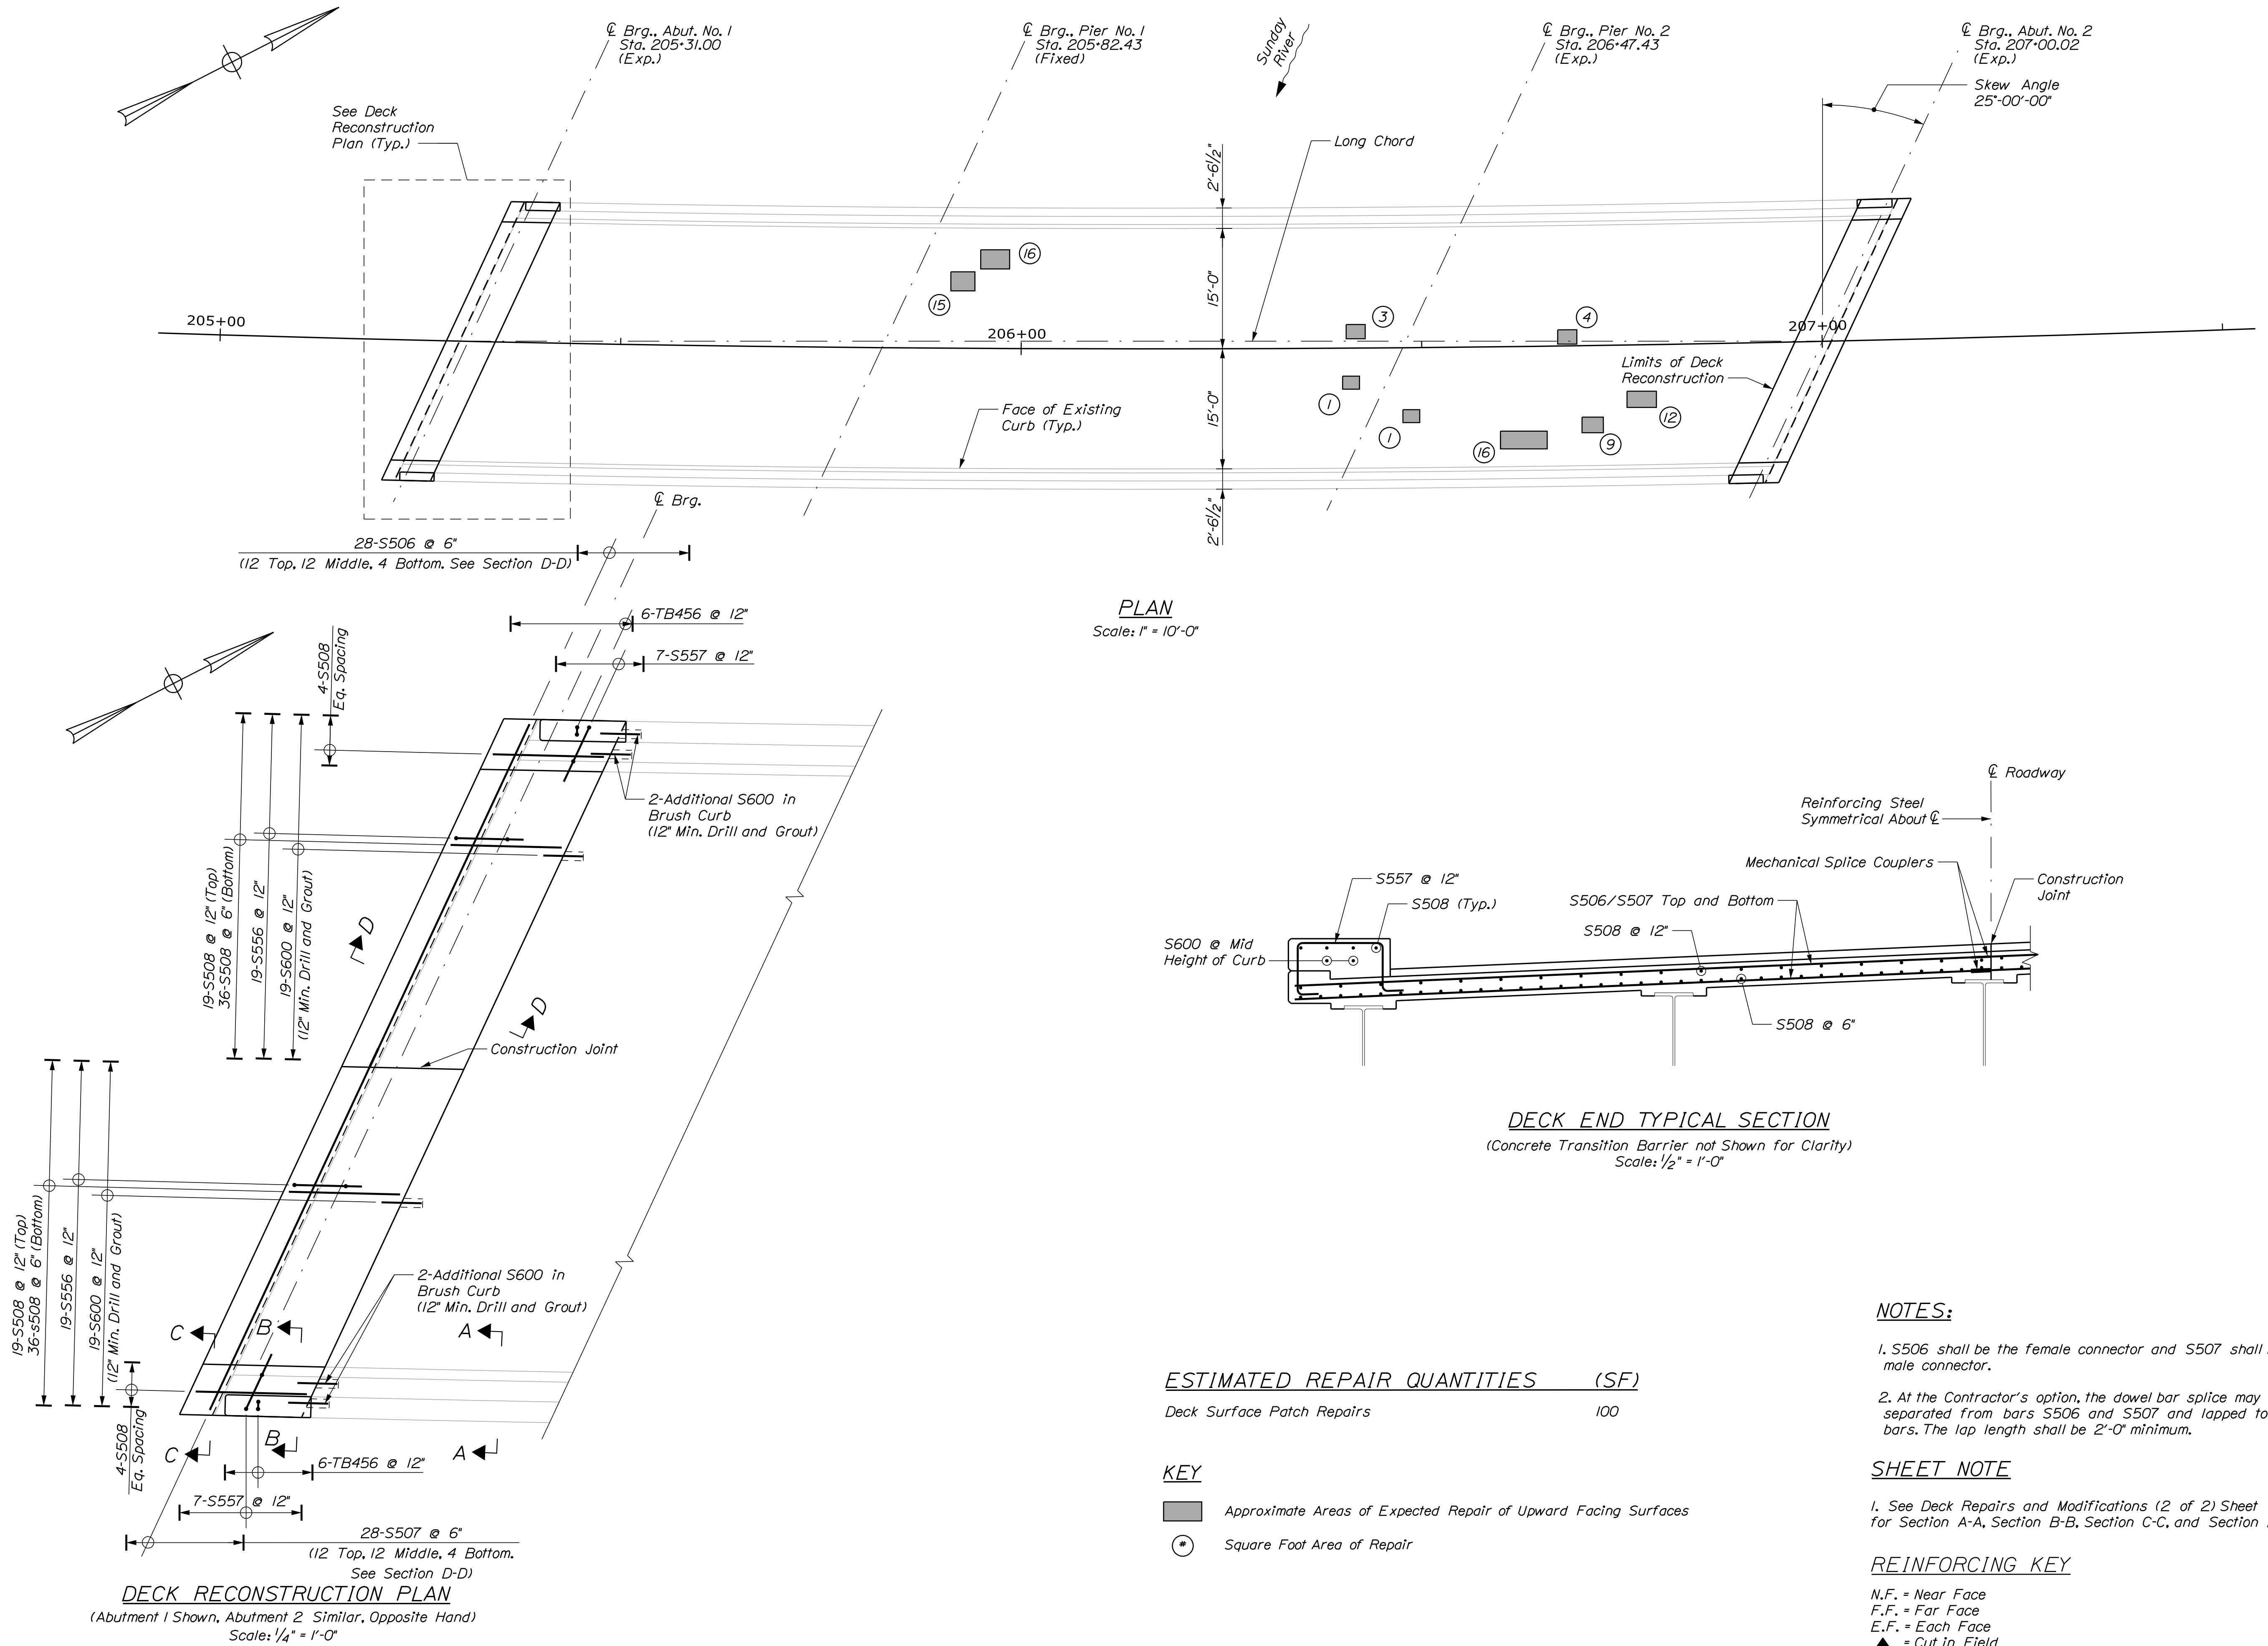 ℄ Brg., Abut. No. 1
Sta. 205+31.00
(Exp.)
℄ Brg., Pier No. 1
Sta. 205+82.43
(Fixed)
Sunday
River
℄ Brg., Pier No. 2
Sta. 206+47.43
(Exp.)
℄ Brg., Abut. No. 2
Sta. 207+00.02
(Exp.)
Skew Angle
25°-00'-00"
See Deck
Reconstruction
Plan (Typ.)
Long Chord
2'-6½"
15'-0"
15'-0"
2'-6½"
16
15
3
4
1
1
16
9
12
205+00
206+00
207+00
Limits of Deck
Reconstruction
Face of Existing
Curb (Typ.)
PLAN
Scale: 1" = 10'-0"
℄ Brg.
28-S506 @ 6"
(12 Top, 12 Middle, 4 Bottom. See Section D-D)
6-TB456 @ 12"
7-S557 @ 12"
4-S508
Eq. Spacing
2-Additional S600 in
Brush Curb
(12" Min. Drill and Grout)
19-S508 @ 12" (Top)
36-S508 @ 6" (Bottom)
19-S556 @ 12"
19-S600 @ 12"
(12" Min. Drill and Grout)
D
D
Construction Joint
19-S508 @ 12" (Top)
36-s508 @ 6" (Bottom)
19-S556 @ 12"
19-S600 @ 12"
(12" Min. Drill and Grout)
2-Additional S600 in
Brush Curb
(12" Min. Drill and Grout)
C
B
A
C
B
A
4-S508
Eq. Spacing
6-TB456 @ 12"
7-S557 @ 12"
28-S507 @ 6"
(12 Top, 12 Middle, 4 Bottom.
See Section D-D)
DECK RECONSTRUCTION PLAN
(Abutment 1 Shown, Abutment 2 Similar, Opposite Hand)
Scale: ¼" = 1'-0"
℄ Roadway
Reinforcing Steel
Symmetrical About ℄
Mechanical Splice Couplers
Construction
Joint
S557 @ 12"
S508 (Typ.)
S506/S507 Top and Bottom
S508 @ 12"
S600 @ Mid
Height of Curb
S508 @ 6"
DECK END TYPICAL SECTION
(Concrete Transition Barrier not Shown for Clarity)
Scale: ½" = 1'-0"
ESTIMATED REPAIR QUANTITIES (SF)
Deck Surface Patch Repairs 100
KEY
Approximate Areas of Expected Repair of Upward Facing Surfaces
# Square Foot Area of Repair
NOTES:
1. S506 shall be the female connector and S507 shall
male connector.
2. At the Contractor's option, the dowel bar splice may
separated from bars S506 and S507 and lapped to
bars. The lap length shall be 2'-0" minimum.
SHEET NOTE
1. See Deck Repairs and Modifications (2 of 2) Sheet
for Section A-A, Section B-B, Section C-C, and Section
REINFORCING KEY
N.F. = Near Face
F.F. = Far Face
E.F. = Each Face
▲ = Cut in Field